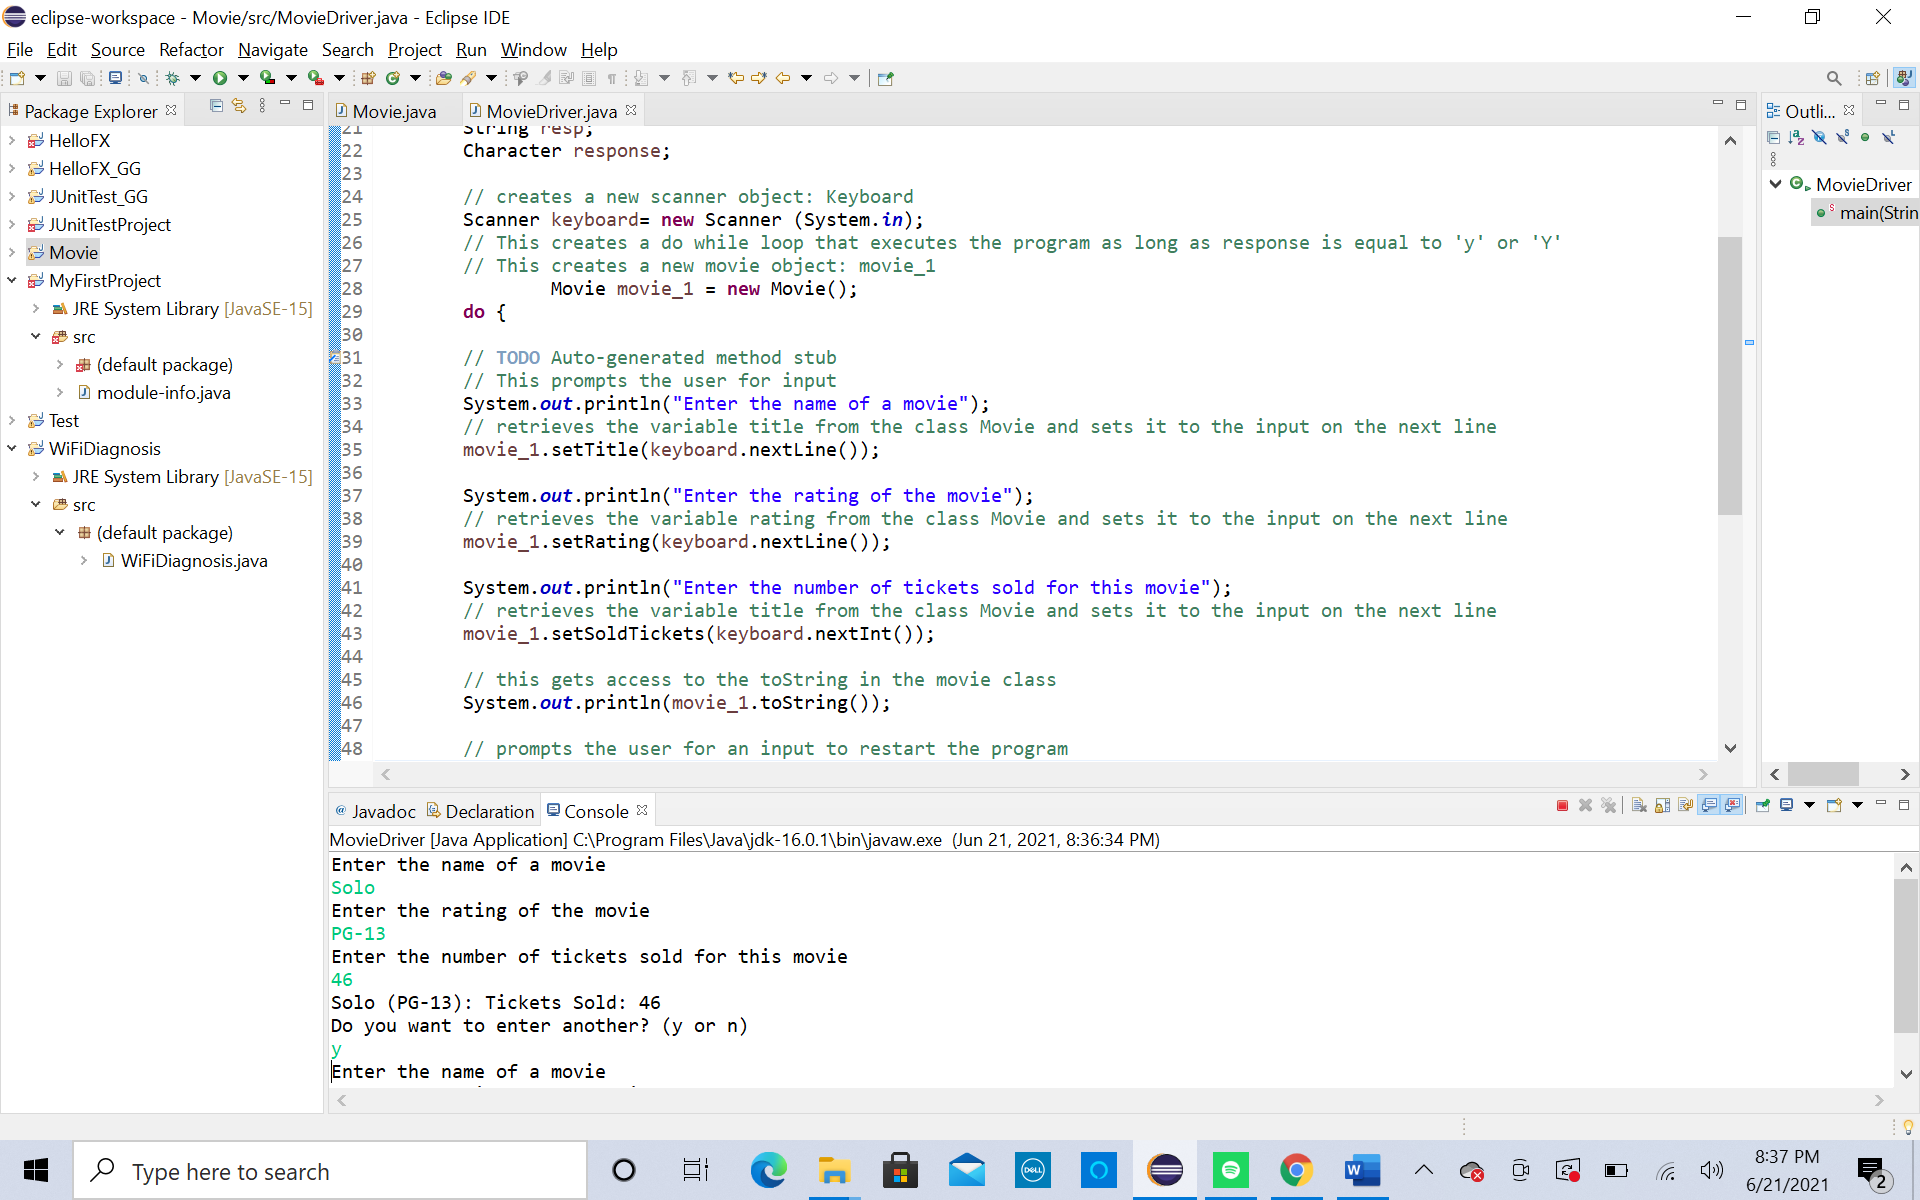 eclipse-workspace - Movie/src/MovieDriver.java - Eclipse IDE
File Edit Source Refactor Navigate Search Project Run Window Help
Package Explorer
HelloFX
HelloFX_GG
JUnitTest_GG
JUnitTestProject
Movie
MyFirstProject
JRE System Library [JavaSE-15]
src
(default package)
module-info.java
Test
WiFiDiagnosis
JRE System Library [JavaSE-15]
src
(default package)
WiFiDiagnosis.java
Movie.java MovieDriver.java
21 String resp;
22 Character response;
23
24 // creates a new scanner object: Keyboard
25 Scanner keyboard= new Scanner (System.in);
26 // This creates a do while loop that executes the program as long as response is equal to 'y' or 'Y'
27 // This creates a new movie object: movie_1
28 Movie movie_1 = new Movie();
29 do {
30
31 // TODO Auto-generated method stub
32 // This prompts the user for input
33 System.out.println("Enter the name of a movie");
34 // retrieves the variable title from the class Movie and sets it to the input on the next line
35 movie_1.setTitle(keyboard.nextLine());
36
37 System.out.println("Enter the rating of the movie");
38 // retrieves the variable rating from the class Movie and sets it to the input on the next line
39 movie_1.setRating(keyboard.nextLine());
40
41 System.out.println("Enter the number of tickets sold for this movie");
42 // retrieves the variable title from the class Movie and sets it to the input on the next line
43 movie_1.setSoldTickets(keyboard.nextInt());
44
45 // this gets access to the toString in the movie class
46 System.out.println(movie_1.toString());
47
48 // prompts the user for an input to restart the program
Outli...
MovieDriver
main(Strin
@ Javadoc Declaration Console
MovieDriver [Java Application] C:\Program Files\Java\jdk-16.0.1\bin\javaw.exe (Jun 21, 2021, 8:36:34 PM)
Enter the name of a movie
Solo
Enter the rating of the movie
PG-13
Enter the number of tickets sold for this movie
46
Solo (PG-13): Tickets Sold: 46
Do you want to enter another? (y or n)
y
Enter the name of a movie
Type here to search
DELL
W
8:37 PM
6/21/2021
2